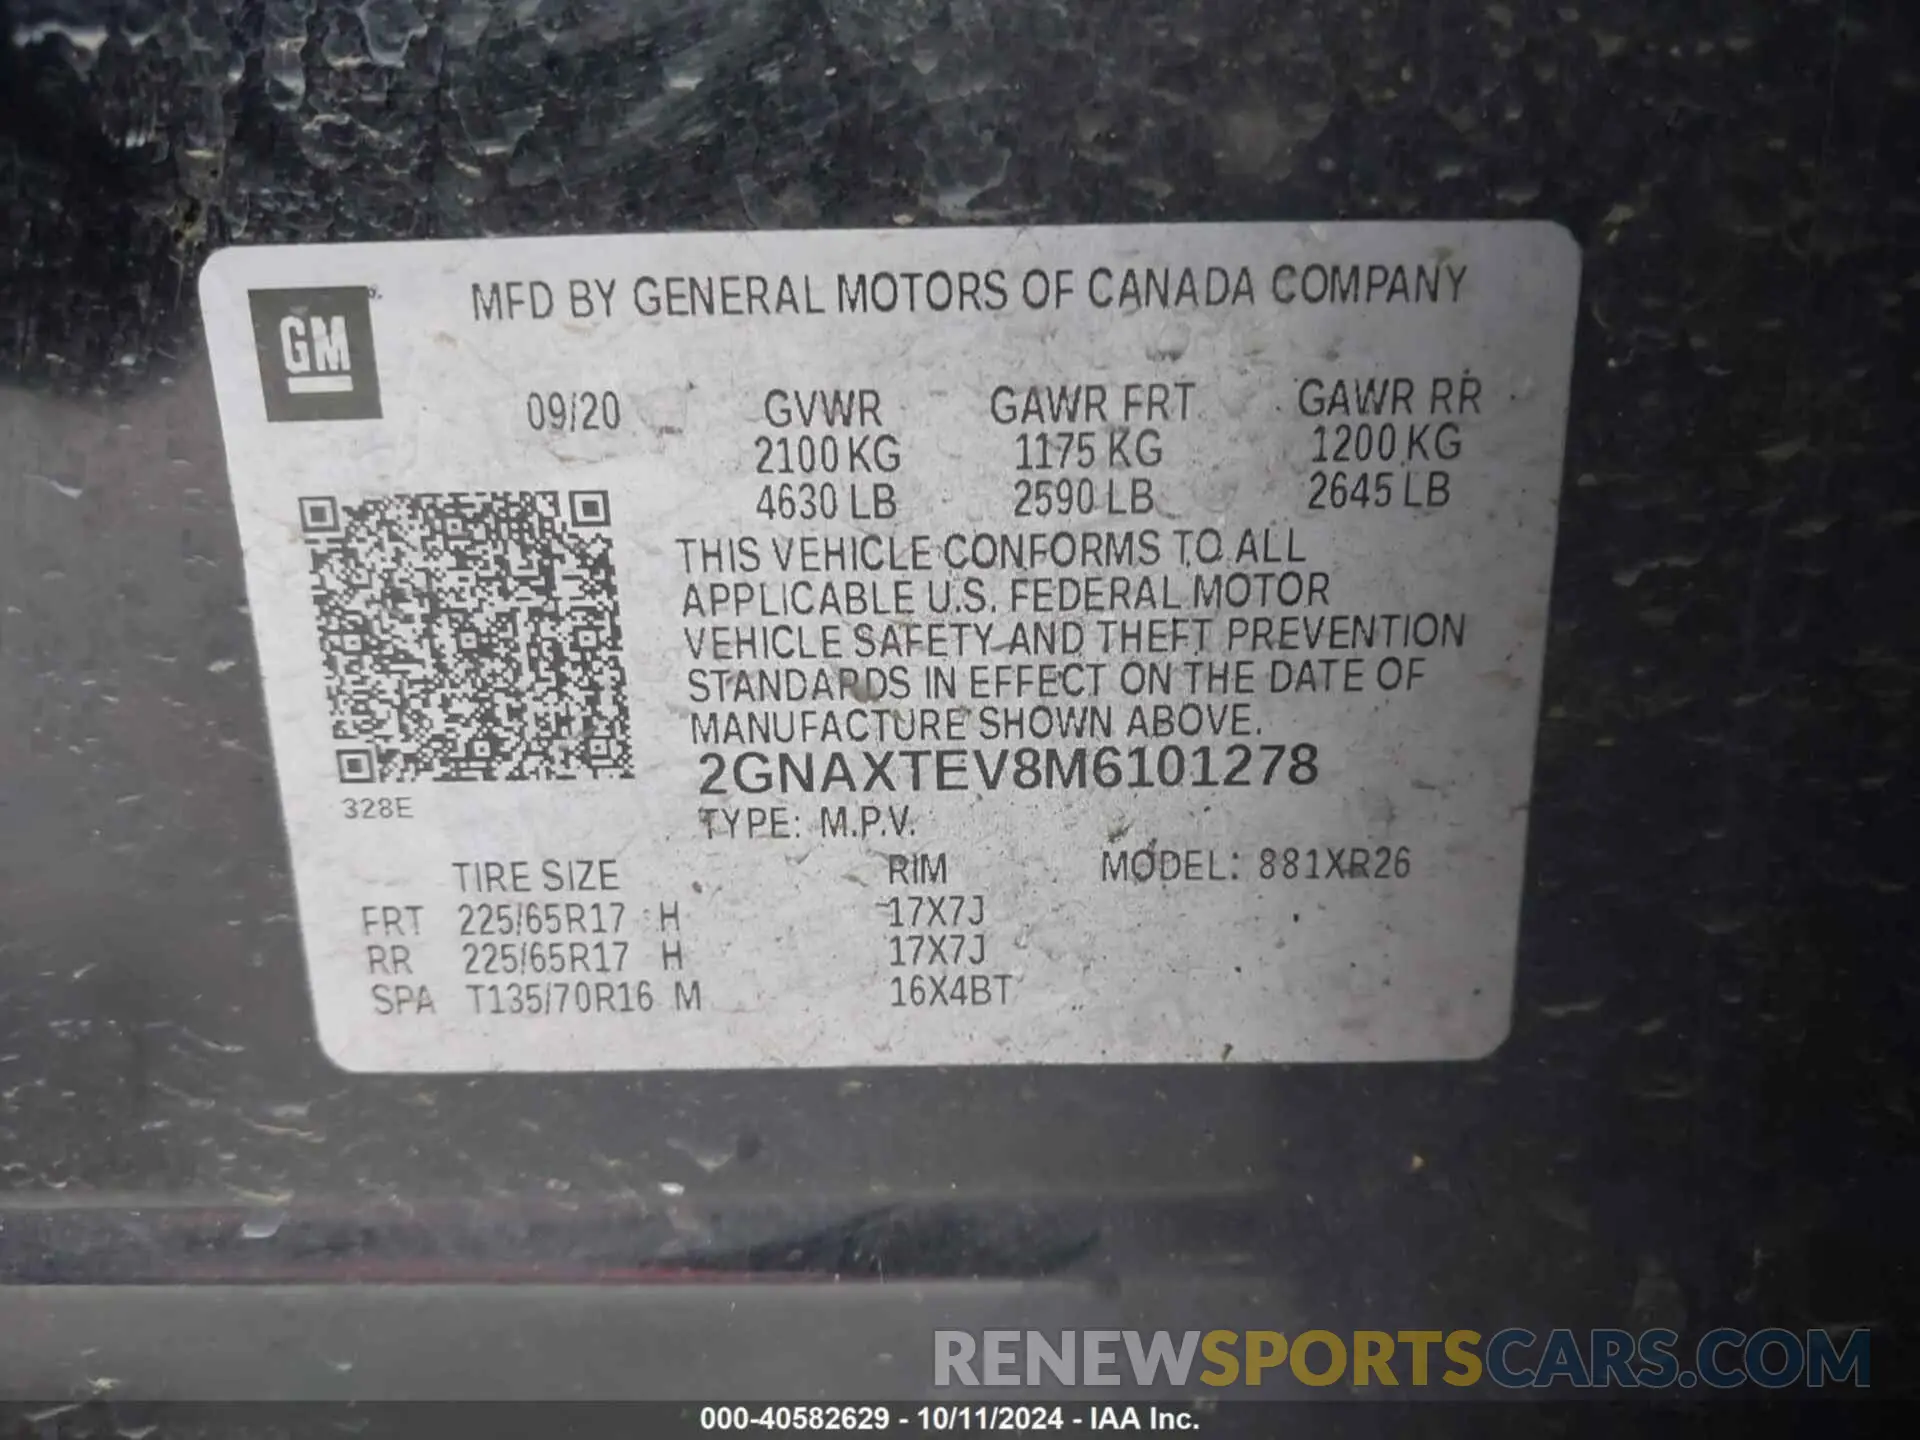 MFD BY GENERAL MOTORS OF CANADA COMPANY
GM
09/20 GVWR GAWR FRT GAWR RR
2100 KG 1175 KG 1200 KG
4630 LB 2590 LB 2645 LB
THIS VEHICLE CONFORMS TO ALL
APPLICABLE U.S. FEDERAL MOTOR
VEHICLE SAFETY AND THEFT PREVENTION
STANDARDS IN EFFECT ON THE DATE OF
MANUFACTURE SHOWN ABOVE.
2GNAXTEV8M6101278
328E
TYPE: M.P.V.
TIRE SIZE RIM MODEL: 881XR26
FRT 225/65R17 H 17X7J
RR 225/65R17 H 17X7J
SPA T135/70R16 M 16X4BT
RENEWSPORTSCARS.COM
000-40582629 - 10/11/2024 - IAA Inc.